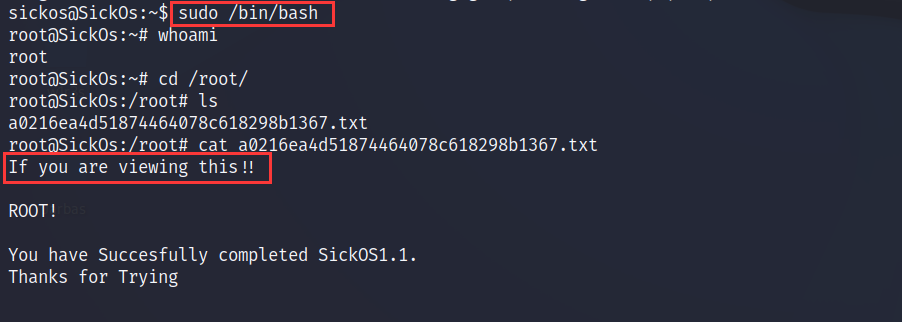 sickos@SickOs:~$ sudo /bin/bash
root@SickOs:~# whoami
root
root@SickOs:~# cd /root/
root@SickOs:/root# ls
a0216ea4d51874464078c618298b1367.txt
root@SickOs:/root# cat a0216ea4d51874464078c618298b1367.txt
If you are viewing this!!
ROOT!
You have Succesfully completed SickOS1.1.
Thanks for Trying